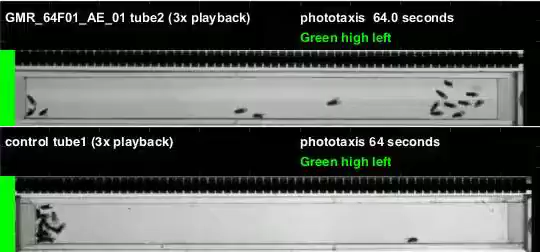 GMR_64F01_AE_01 tube2 (3x playback) phototaxis 64.0 seconds
Green high left
control tube1 (3x playback) phototaxis 64 seconds
Green high left